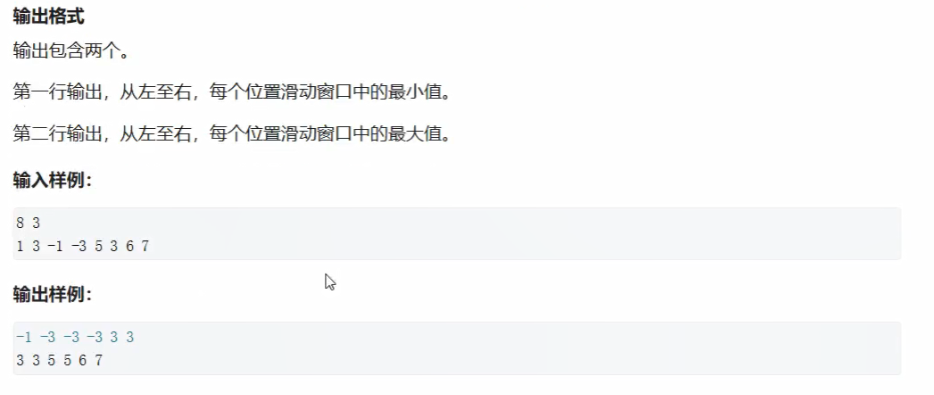 输出格式
输出包含两个。
第一行输出，从左至右，每个位置滑动窗口中的最小值。
第二行输出，从左至右，每个位置滑动窗口中的最大值。
输入样例：
8 3
1 3 -1 -3 5 3 6 7
输出样例：
-1 -3 -3 -3 3 3
3 3 5 5 6 7